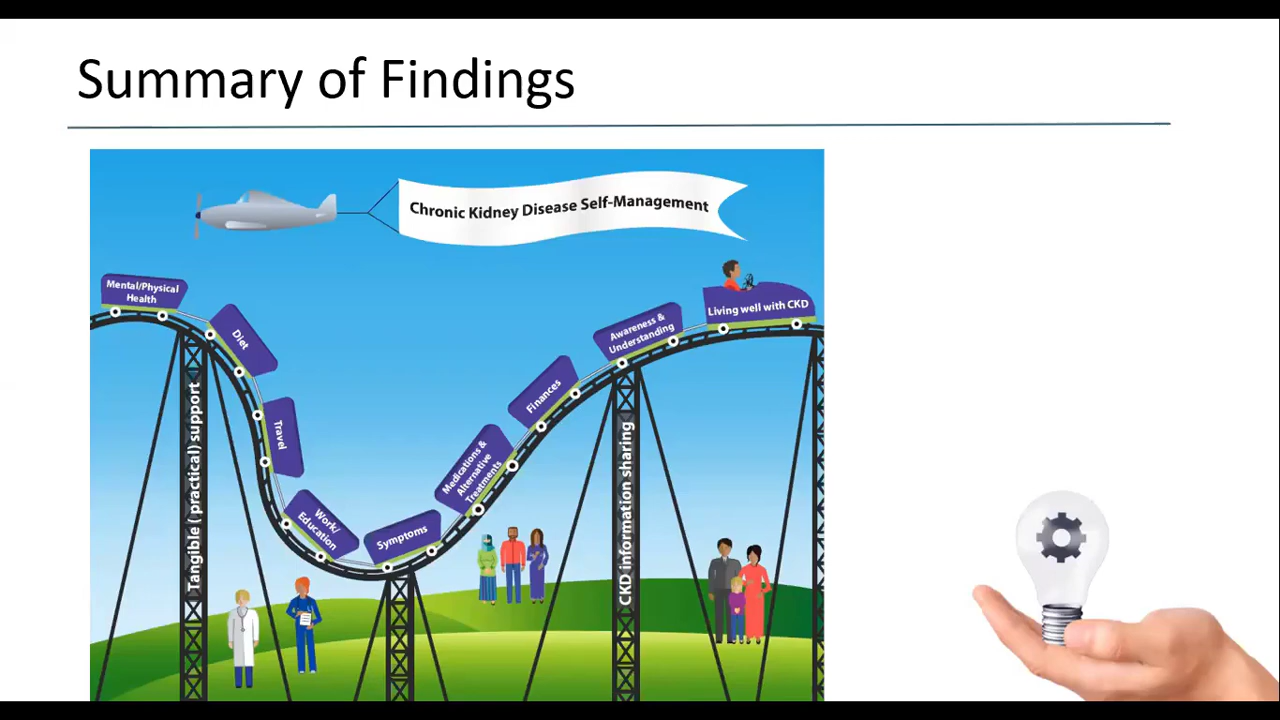 Summary of Findings
Chronic Kidney Disease Self-Management
Mental/Physical
Health
Diet
Travel
Work/
Education
Symptoms
Medications &
Alternative
Treatments
Finances
Awareness &
Understanding
Living well with CKD
Tangible ( practical) support
CKD information sharing